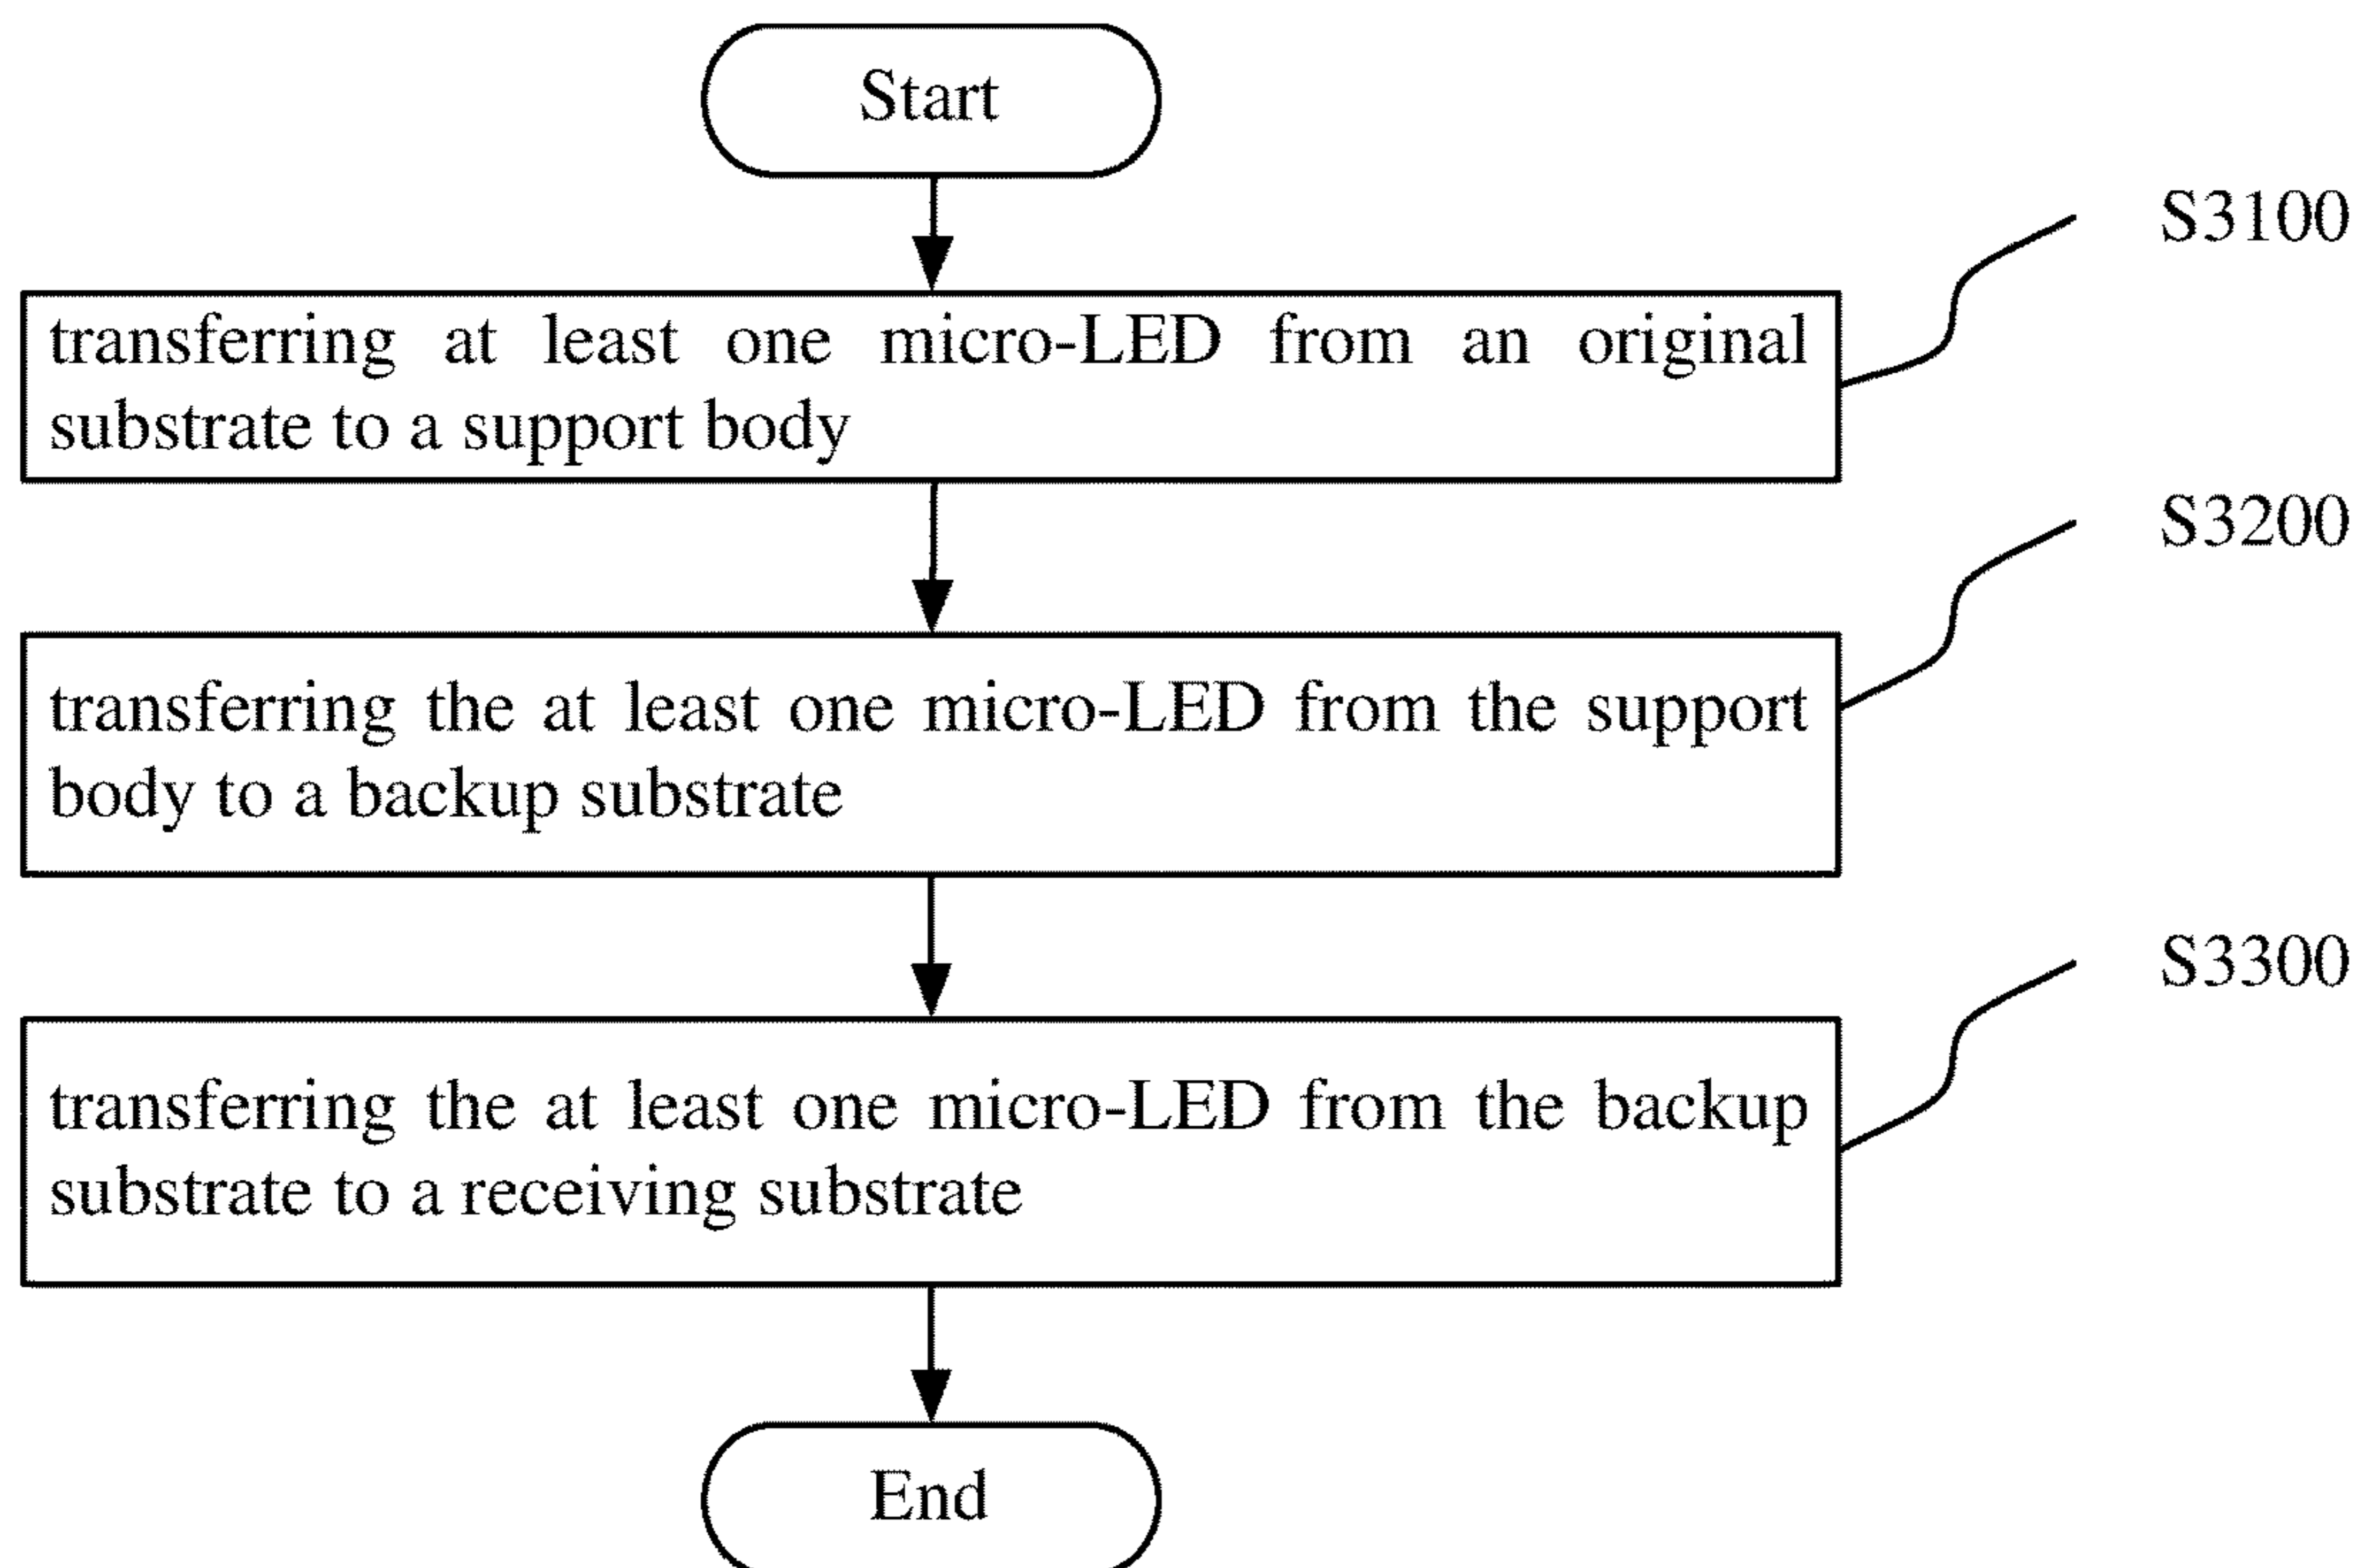 Start
S3100
transferring at least one micro-LED from an original
substrate to a support body
S3200
transferring the at least one micro-LED from the support
body to a backup substrate
S3300
transferring the at least one micro-LED from the backup
substrate to a receiving substrate
End